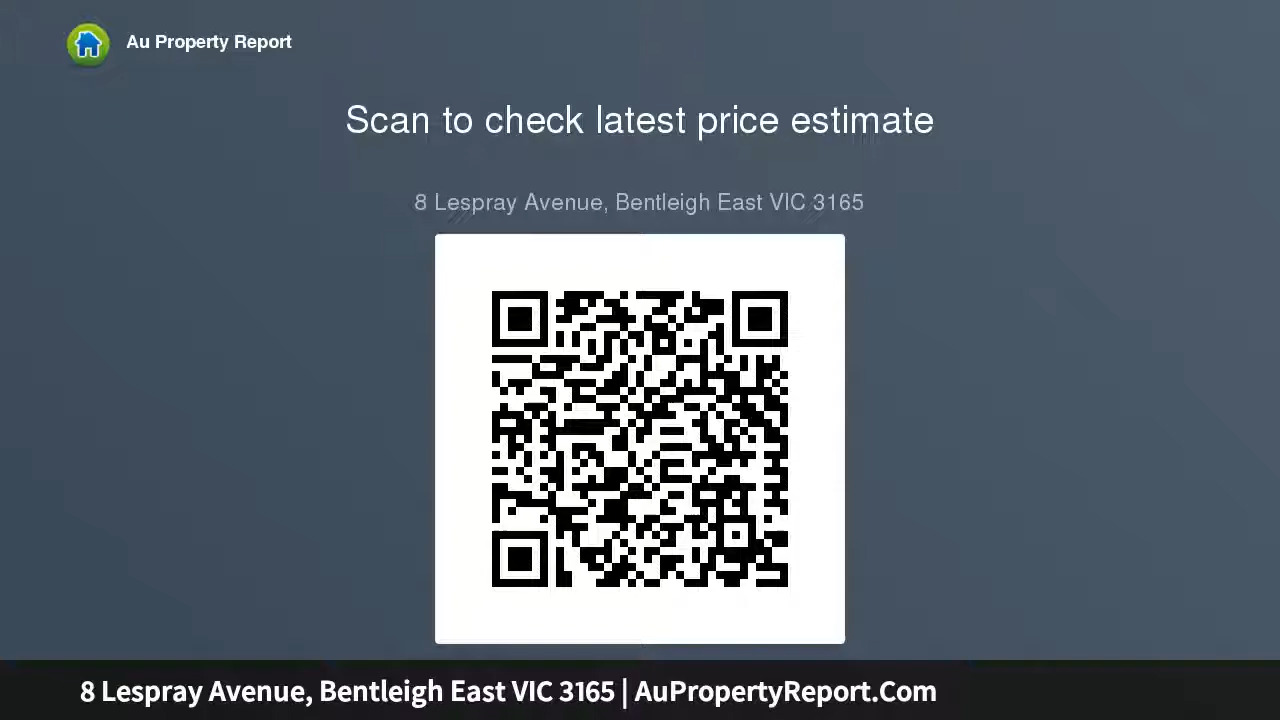 Au Property Report
Scan to check latest price estimate
8 Lespray Avenue, Bentleigh East VIC 3165
8 Lespray Avenue, Bentleigh East VIC 3165 | AuPropertyReport.Com